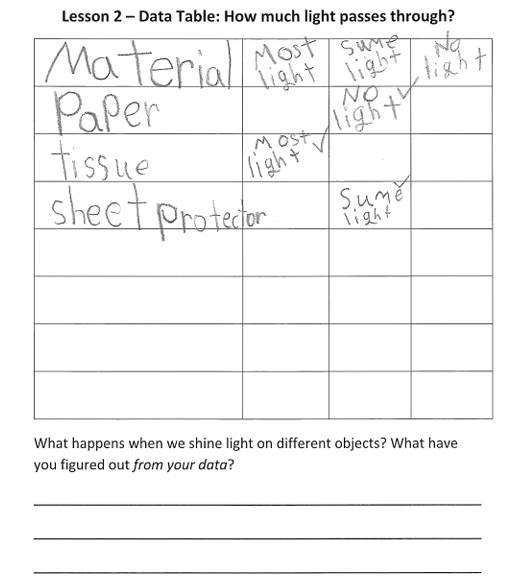 Lesson 2 – Data Table: How much light passes through?
Material Most light Sume light No light
Paper NO light ✓
tissue Most light ✓
sheet protector Sume light ✓
What happens when we shine light on different objects? What have
you figured out from your data?